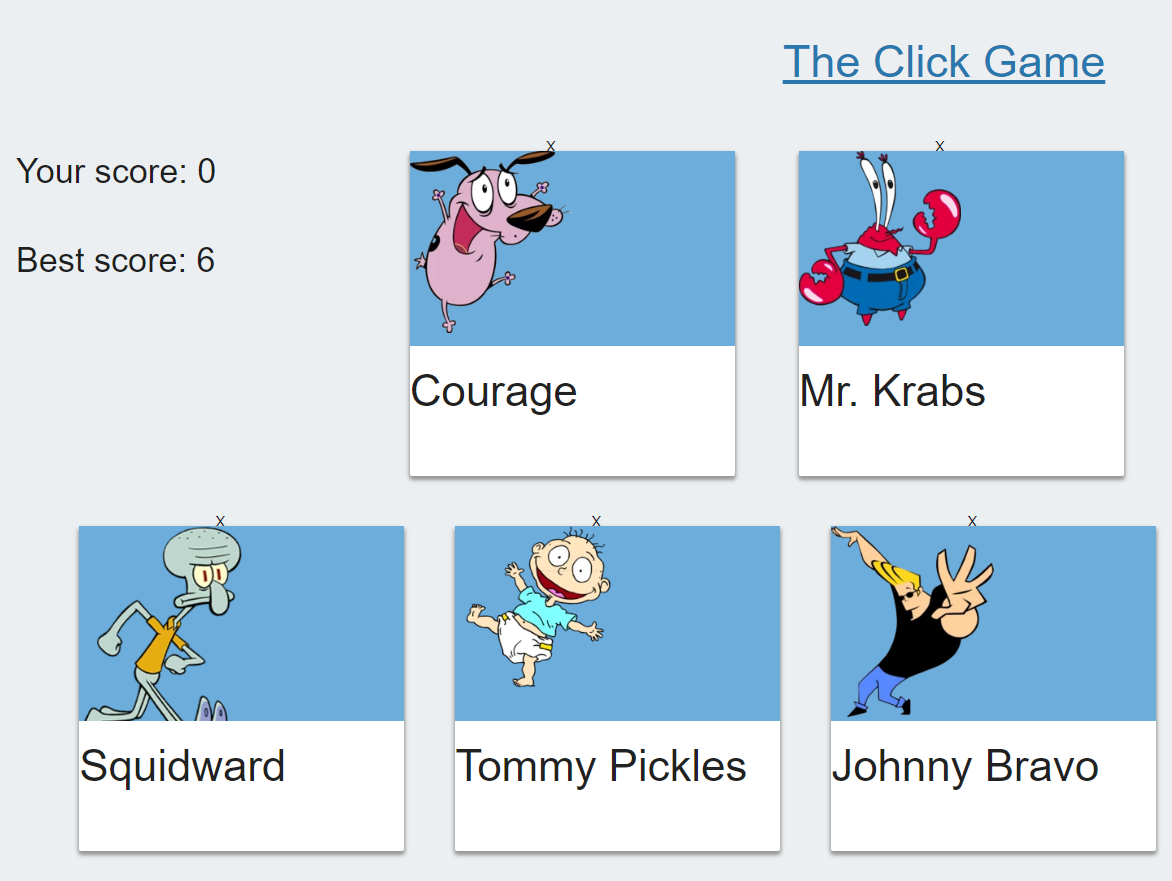 The Click Game
Your score: 0
Best score: 6
x
Courage
x
Mr. Krabs
x
Squidward
x
Tommy Pickles
x
Johnny Bravo